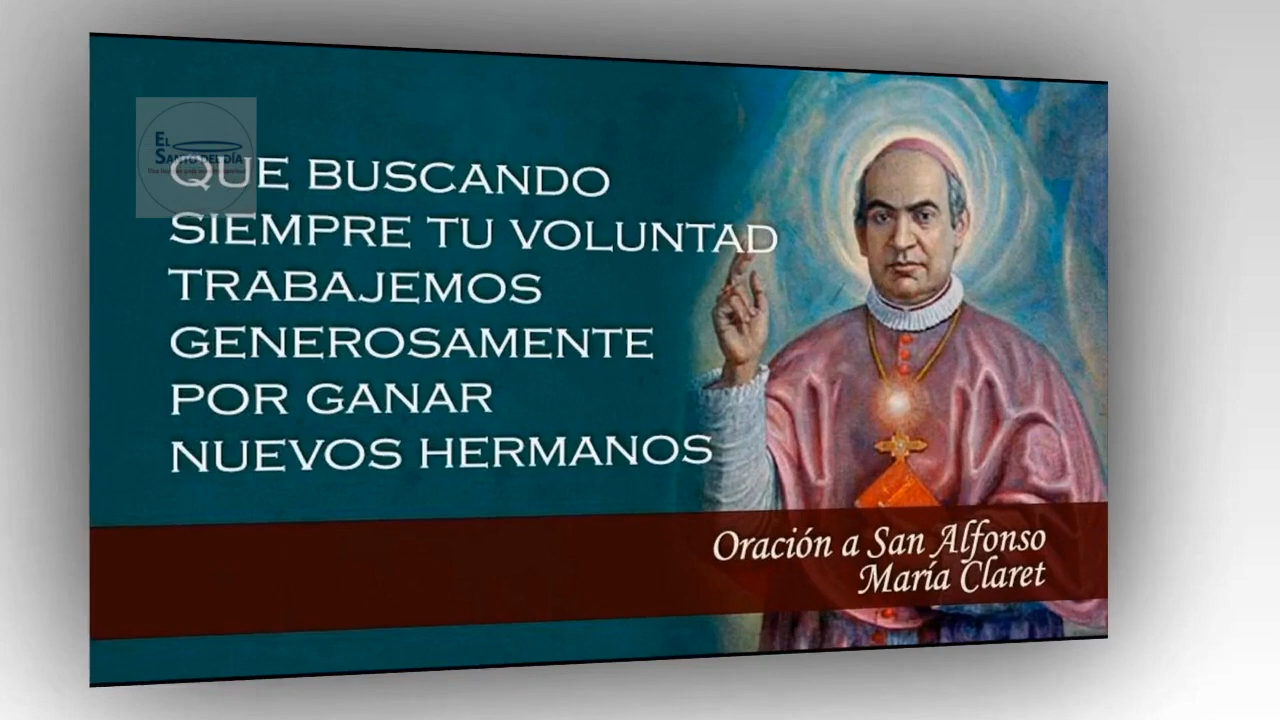 EL
SANTO DEL DÍA
QUE BUSCANDO
SIEMPRE TU VOLUNTAD
TRABAJEMOS
GENEROSAMENTE
POR GANAR
NUEVOS HERMANOS
Oración a San Alfonso
María Claret